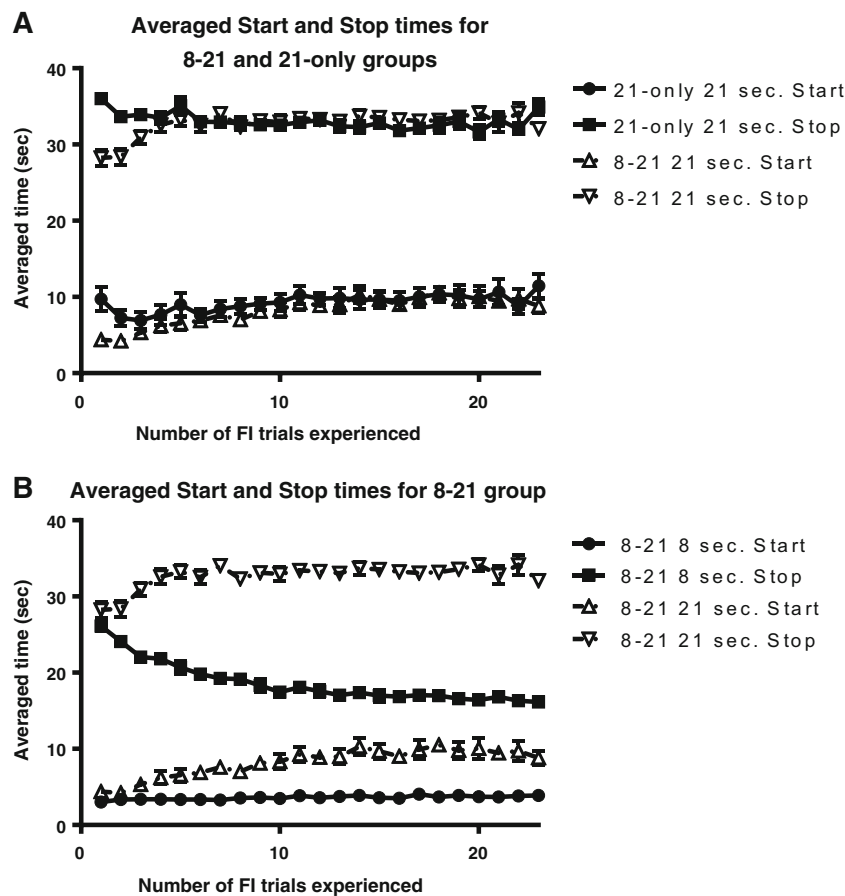 A
Averaged Start and Stop times for
8-21 and 21-only groups
40
30
20
10
0
0
10
20
Averaged time (sec)
Number of FI trials experienced
21-only 21 sec. Start
21-only 21 sec. Stop
8-21 21 sec. Start
8-21 21 sec. Stop
B
Averaged Start and Stop times for 8-21 group
40
30
20
10
0
0
10
20
Averaged time (sec)
Number of FI trials experienced
8-21 8 sec. Start
8-21 8 sec. Stop
8-21 21 sec. Start
8-21 21 sec. Stop